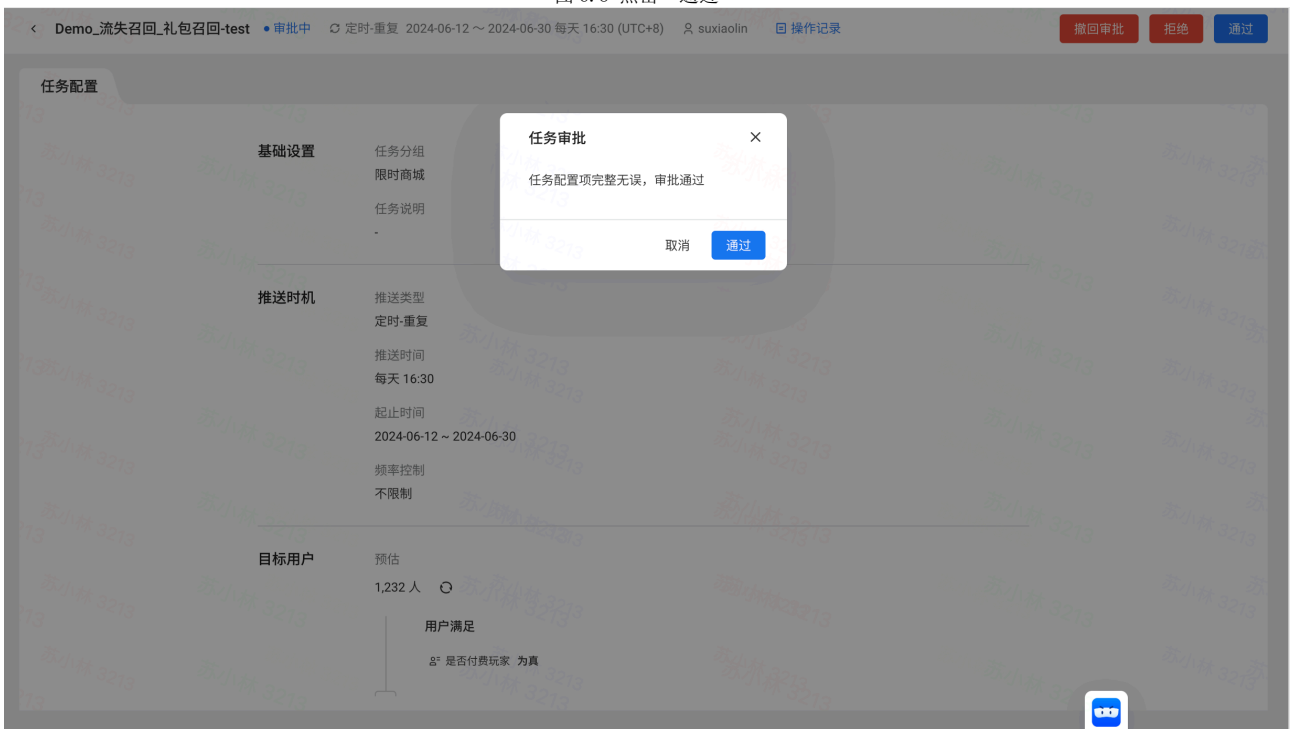 Demo_流失召回_礼包召回-test 审批中 定时-重复 2024-06-12 ~ 2024-06-30 每天 16:30 (UTC+8) suxiaolin 操作记录 撤回审批 拒绝 通过
任务配置
任务审批
任务配置项完整无误，审批通过
取消 通过
基础设置
任务分组
限时商城
任务说明
-
推送时机
推送类型
定时-重复
推送时间
每天 16:30
起止时间
2024-06-12 ~ 2024-06-30
频率控制
不限制
目标用户
预估
1,232 人
用户满足
是否付费玩家 为真
苏小林 3213